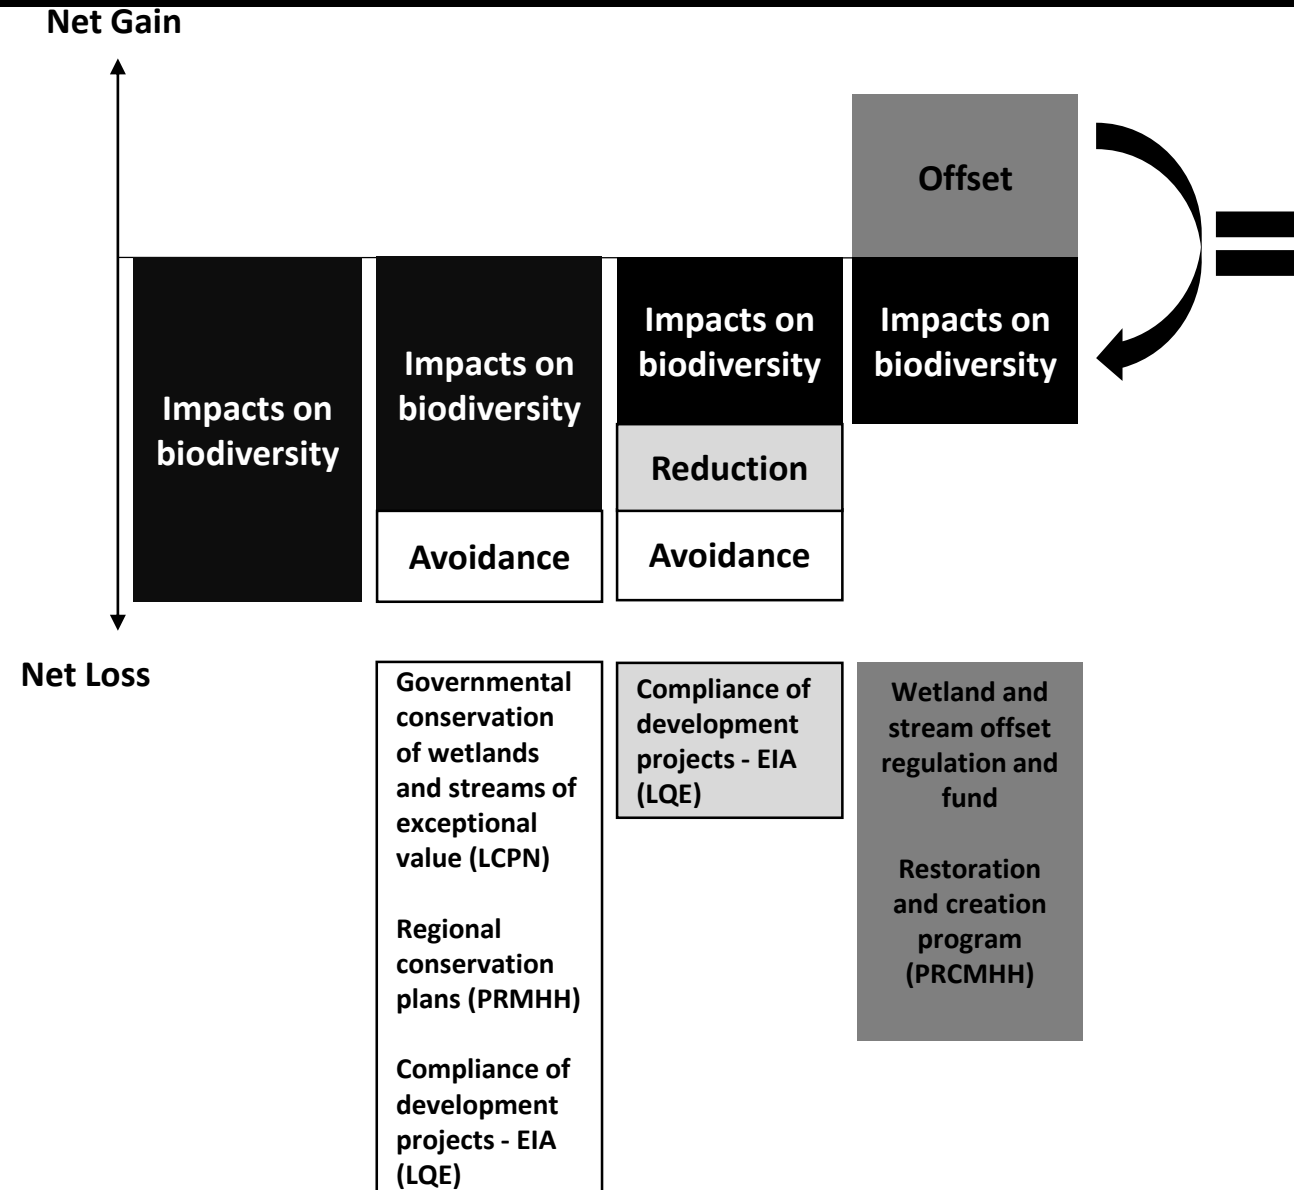 Net Gain
Offset
Impacts on
biodiversity
Impacts on
biodiversity
Impacts on
biodiversity
Impacts on
biodiversity
Reduction
Avoidance
Avoidance
Net Loss
Governmental
conservation
of wetlands
and streams of
exceptional
value (LCPN)
Regional
conservation
plans (PRMHH)
Compliance of
development
projects - EIA
(LQE)
Compliance of
development
projects - EIA
(LQE)
Wetland and
stream offset
regulation and
fund
Restoration
and creation
program
(PRCMHH)